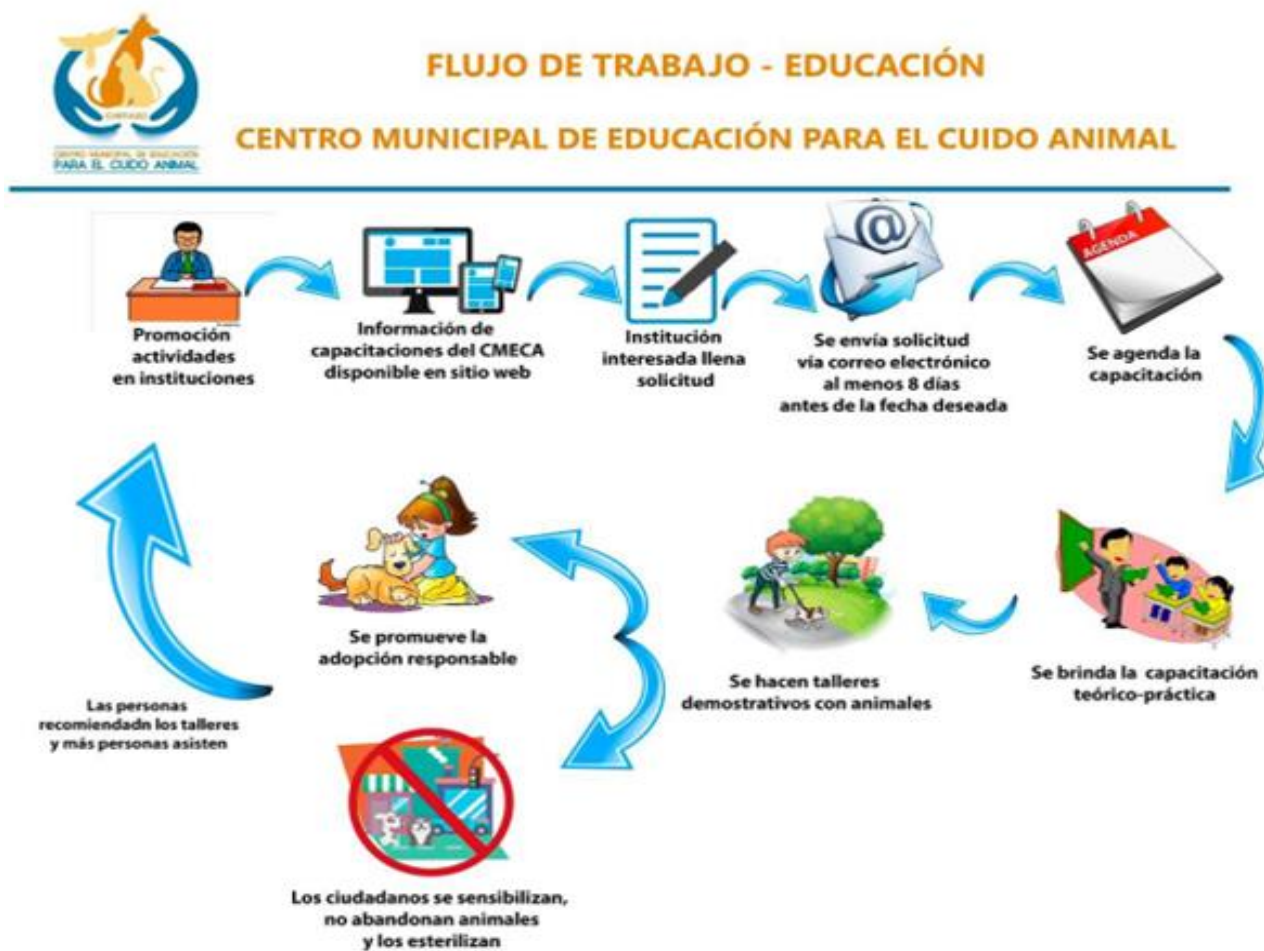 FLUJO DE TRABAJO - EDUCACIÓN
CENTRO MUNICIPAL DE EDUCACIÓN PARA EL CUIDO ANIMAL
CENTRO MUNICIPAL DE EDUCACIÓN
PARA EL CUIDO ANIMAL
Promoción
actividades
en instituciones
Información de
capacitaciones del CMECA
disponible en sitio web
Institución
interesada llena
solicitud
@
Se envía solicitud
vía correo electrónico
al menos 8 días
antes de la fecha deseada
AGENDA
Se agenda la
capacitación
Se brinda la capacitación
teórico-práctica
Se hacen talleres
demostrativos con animales
Se promueve la
adopción responsable
Los ciudadanos se sensibilizan,
no abandonan animales
y los esterilizan
Las personas
recomiendadn los talleres
y más personas asisten